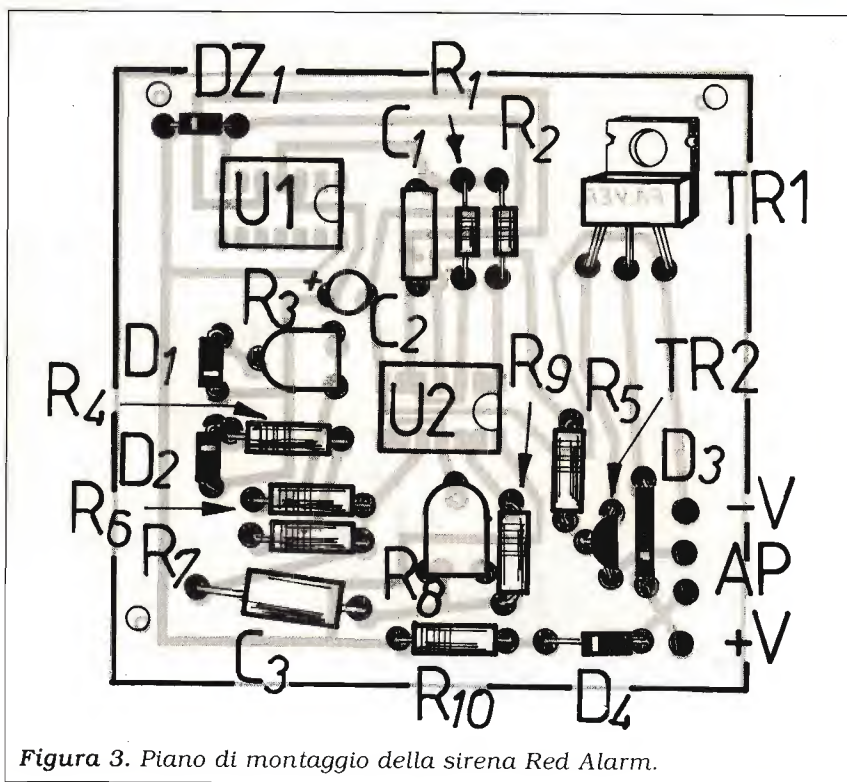 DZ1
R1
C1
R2
U1
TR1
R3
C2
D1
R4
U2
R9
R5
TR2
D2
D3
R6
-V
R7
R8
AP
+V
C3
R10
D4
Figura 3. Piano di montaggio della sirena Red Alarm.